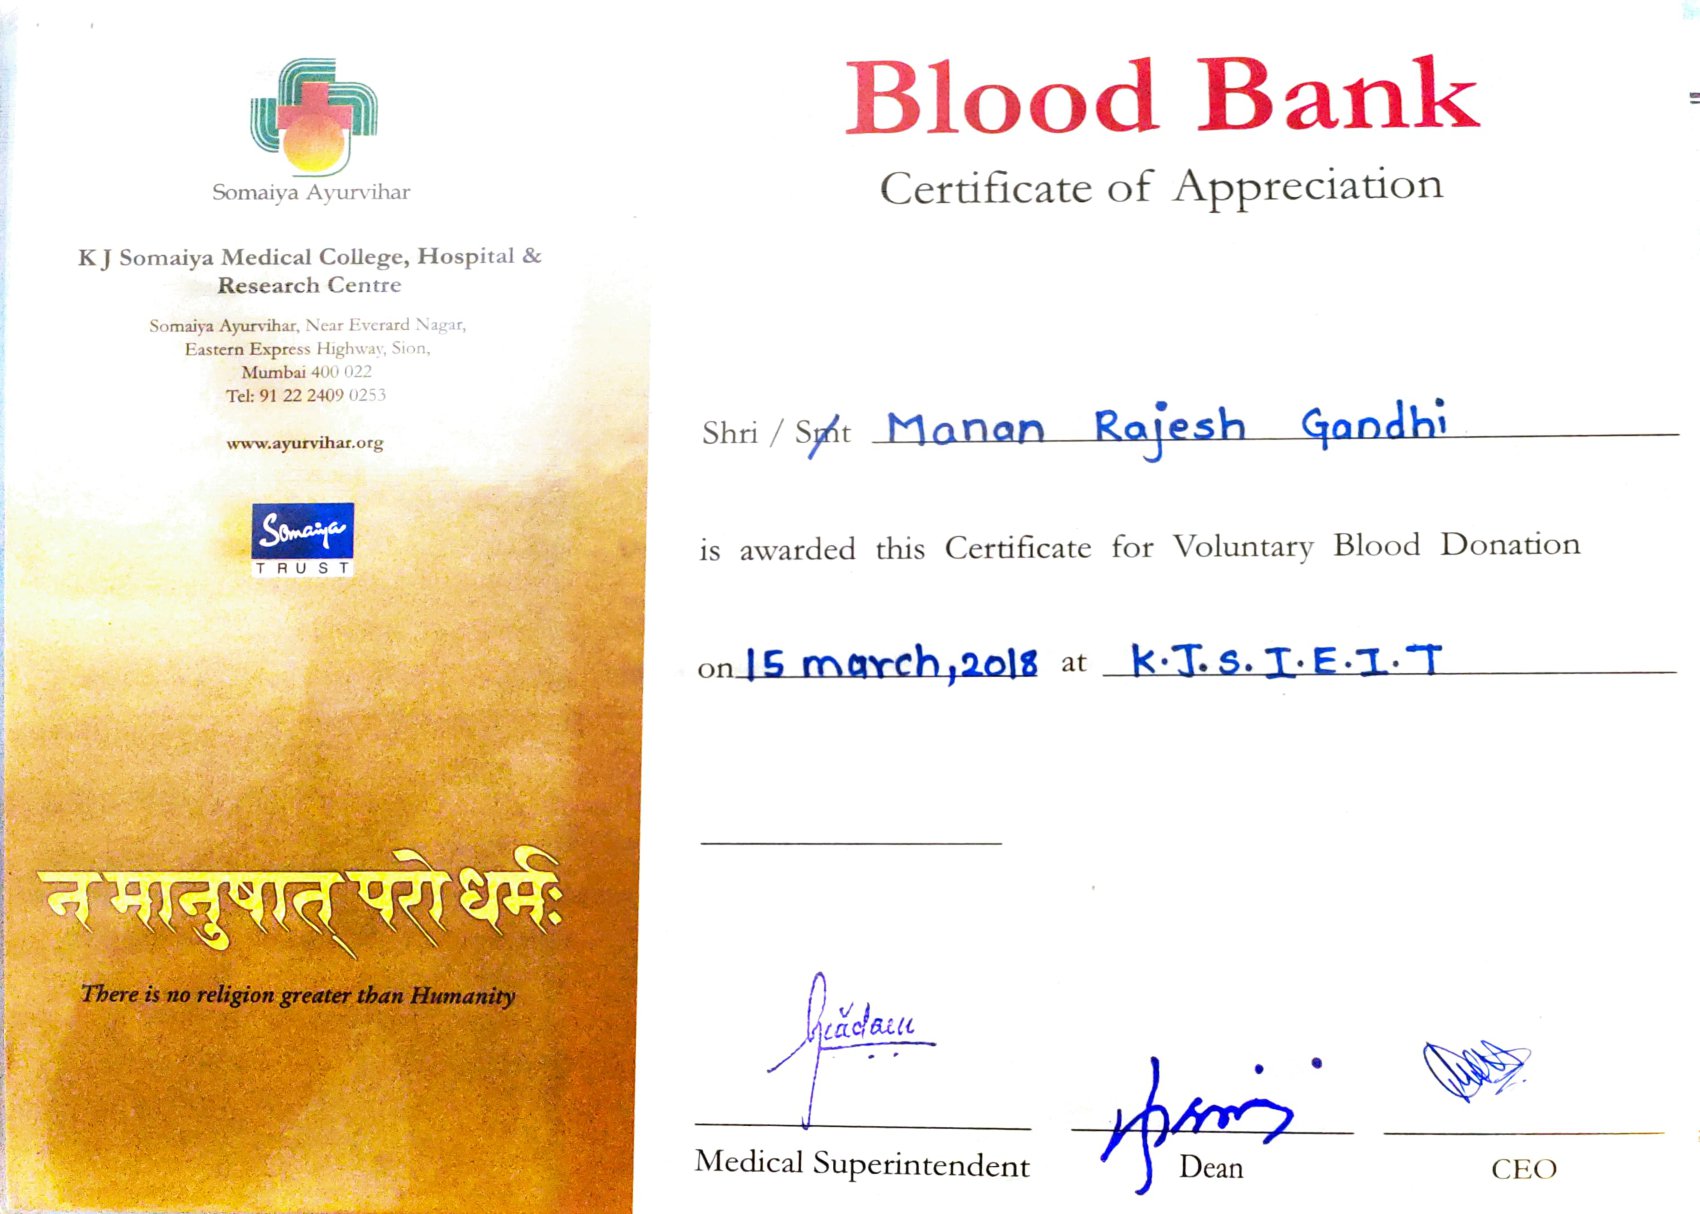 Somaiya Ayurvihar
K J Somaiya Medical College, Hospital &
Research Centre
Somaiya Ayurvihar, Near Everard Nagar,
Eastern Express Highway, Sion,
Mumbai 400 022
Tel: 91 22 2409 0253
www.ayurvihar.org
Somaiya
TRUST
न मानुषात् परो धर्मः
There is no religion greater than Humanity
Blood Bank
Certificate of Appreciation
Shri / Smt Manan Rajesh Gandhi
is awarded this Certificate for Voluntary Blood Donation
on 15 march, 2018 at K.J.S.I.E.I.T
Medical Superintendent
Dean
CEO